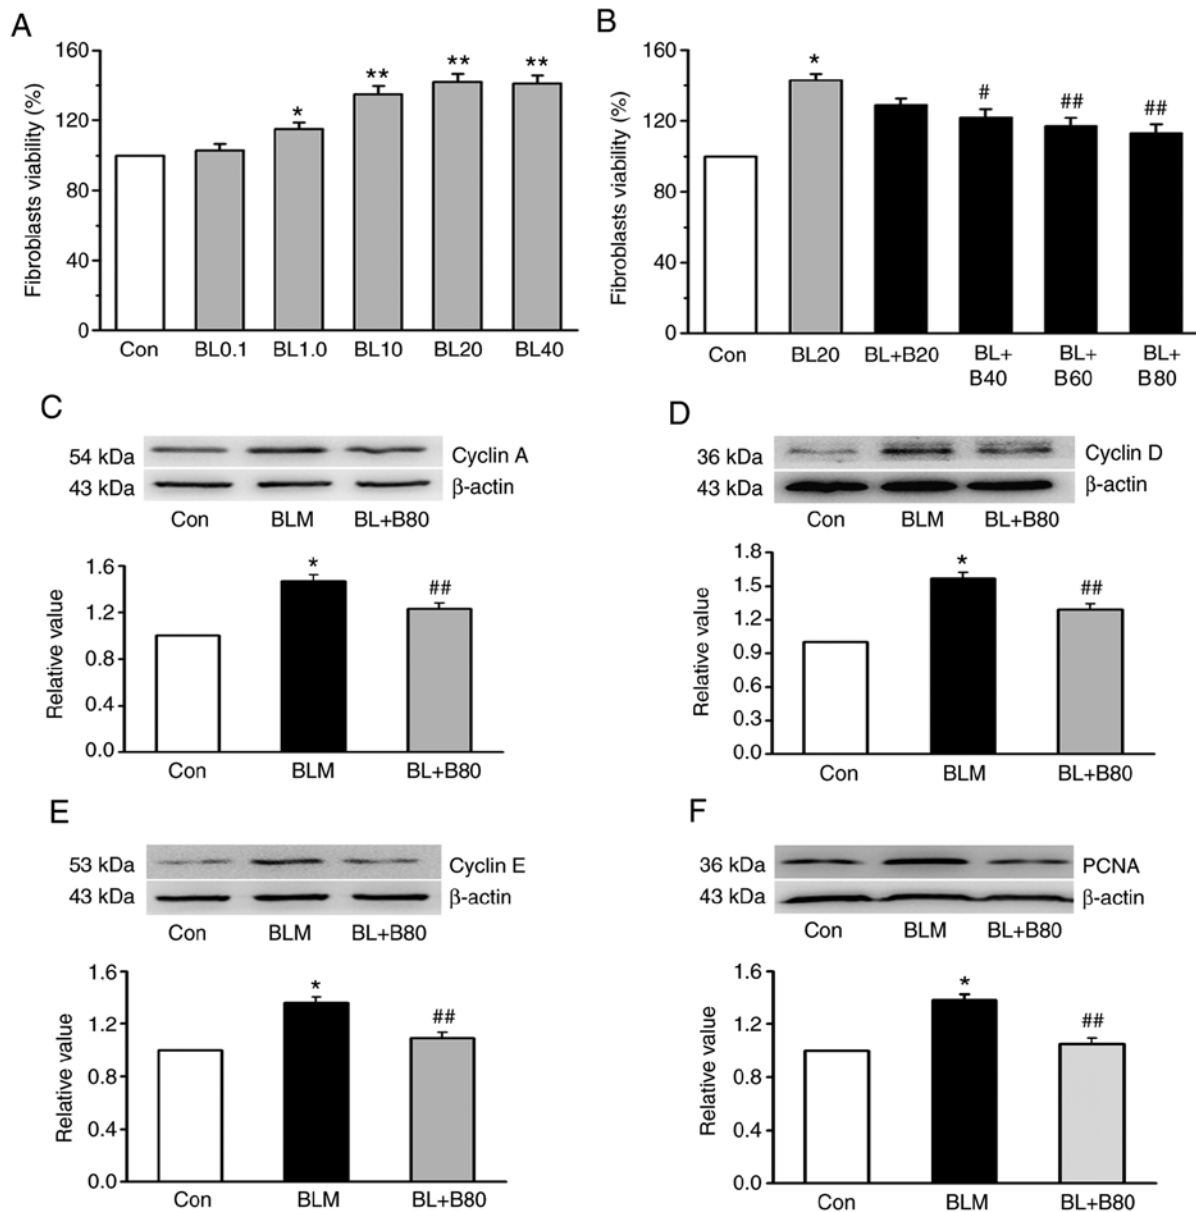 A
Fibroblasts viability (%)
160
120
80
40
0
* ** ** **
Con BL0.1 BL1.0 BL10 BL20 BL40
B
Fibroblasts viability (%)
160
120
80
40
0
* # ## ##
Con BL20 BL+B20 BL+ BL+ BL+
B40 B60 B80
C
54 kDa Cyclin A
43 kDa β-actin
Con BLM BL+B80
Relative value
1.6
1.2
0.8
0.4
0.0
* ##
Con BLM BL+B80
D
36 kDa Cyclin D
43 kDa β-actin
Con BLM BL+B80
Relative value
1.8
1.5
1.2
0.9
0.6
0.3
0.0
* ##
Con BLM BL+B80
E
53 kDa Cyclin E
43 kDa β-actin
Con BLM BL+B80
Relative value
1.6
1.2
0.8
0.4
0.0
* ##
Con BLM BL+B80
F
36 kDa PCNA
43 kDa β-actin
Con BLM BL+B80
Relative value
1.6
1.2
0.8
0.4
0.0
* ##
Con BLM BL+B80